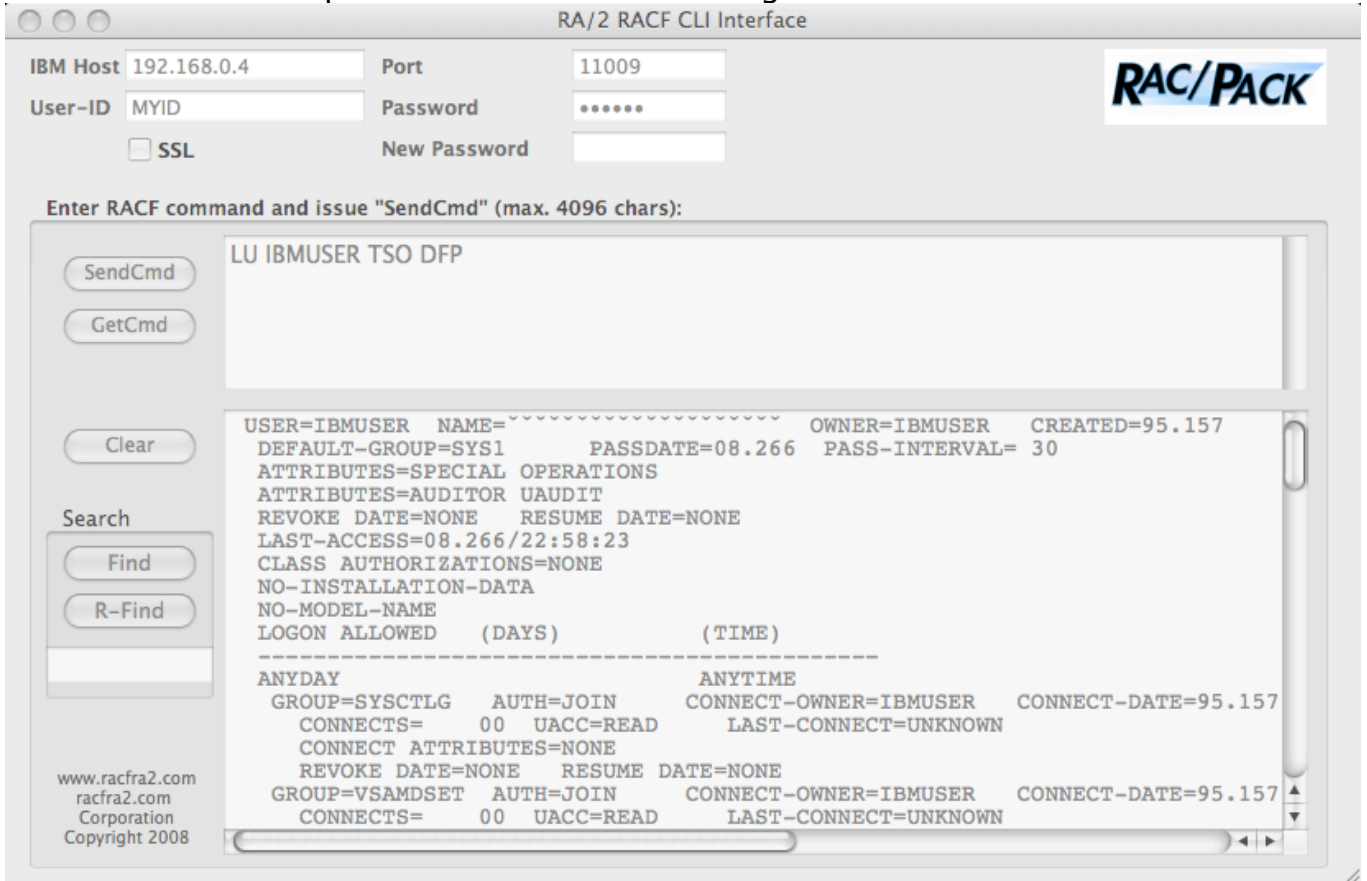 RA/2 RACF CLI Interface
IBM Host 192.168.0.4 Port 11009
RAC/PACK
User-ID MYID Password ••••••
SSL New Password
Enter RACF command and issue "SendCmd" (max. 4096 chars):
SendCmd
GetCmd
LU IBMUSER TSO DFP
Clear
Search
Find
R-Find
USER=IBMUSER NAME=˘˘˘˘˘˘˘˘˘˘˘˘˘˘˘˘˘˘˘˘ OWNER=IBMUSER CREATED=95.157
DEFAULT-GROUP=SYS1 PASSDATE=08.266 PASS-INTERVAL= 30
ATTRIBUTES=SPECIAL OPERATIONS
ATTRIBUTES=AUDITOR UAUDIT
REVOKE DATE=NONE RESUME DATE=NONE
LAST-ACCESS=08.266/22:58:23
CLASS AUTHORIZATIONS=NONE
NO-INSTALLATION-DATA
NO-MODEL-NAME
LOGON ALLOWED (DAYS) (TIME)
---------------------------------------------
ANYDAY ANYTIME
GROUP=SYSCTLG AUTH=JOIN CONNECT-OWNER=IBMUSER CONNECT-DATE=95.157
CONNECTS= 00 UACC=READ LAST-CONNECT=UNKNOWN
CONNECT ATTRIBUTES=NONE
REVOKE DATE=NONE RESUME DATE=NONE
GROUP=VSAMDSET AUTH=JOIN CONNECT-OWNER=IBMUSER CONNECT-DATE=95.157
CONNECTS= 00 UACC=READ LAST-CONNECT=UNKNOWN
www.racfra2.com
racfra2.com
Corporation
Copyright 2008